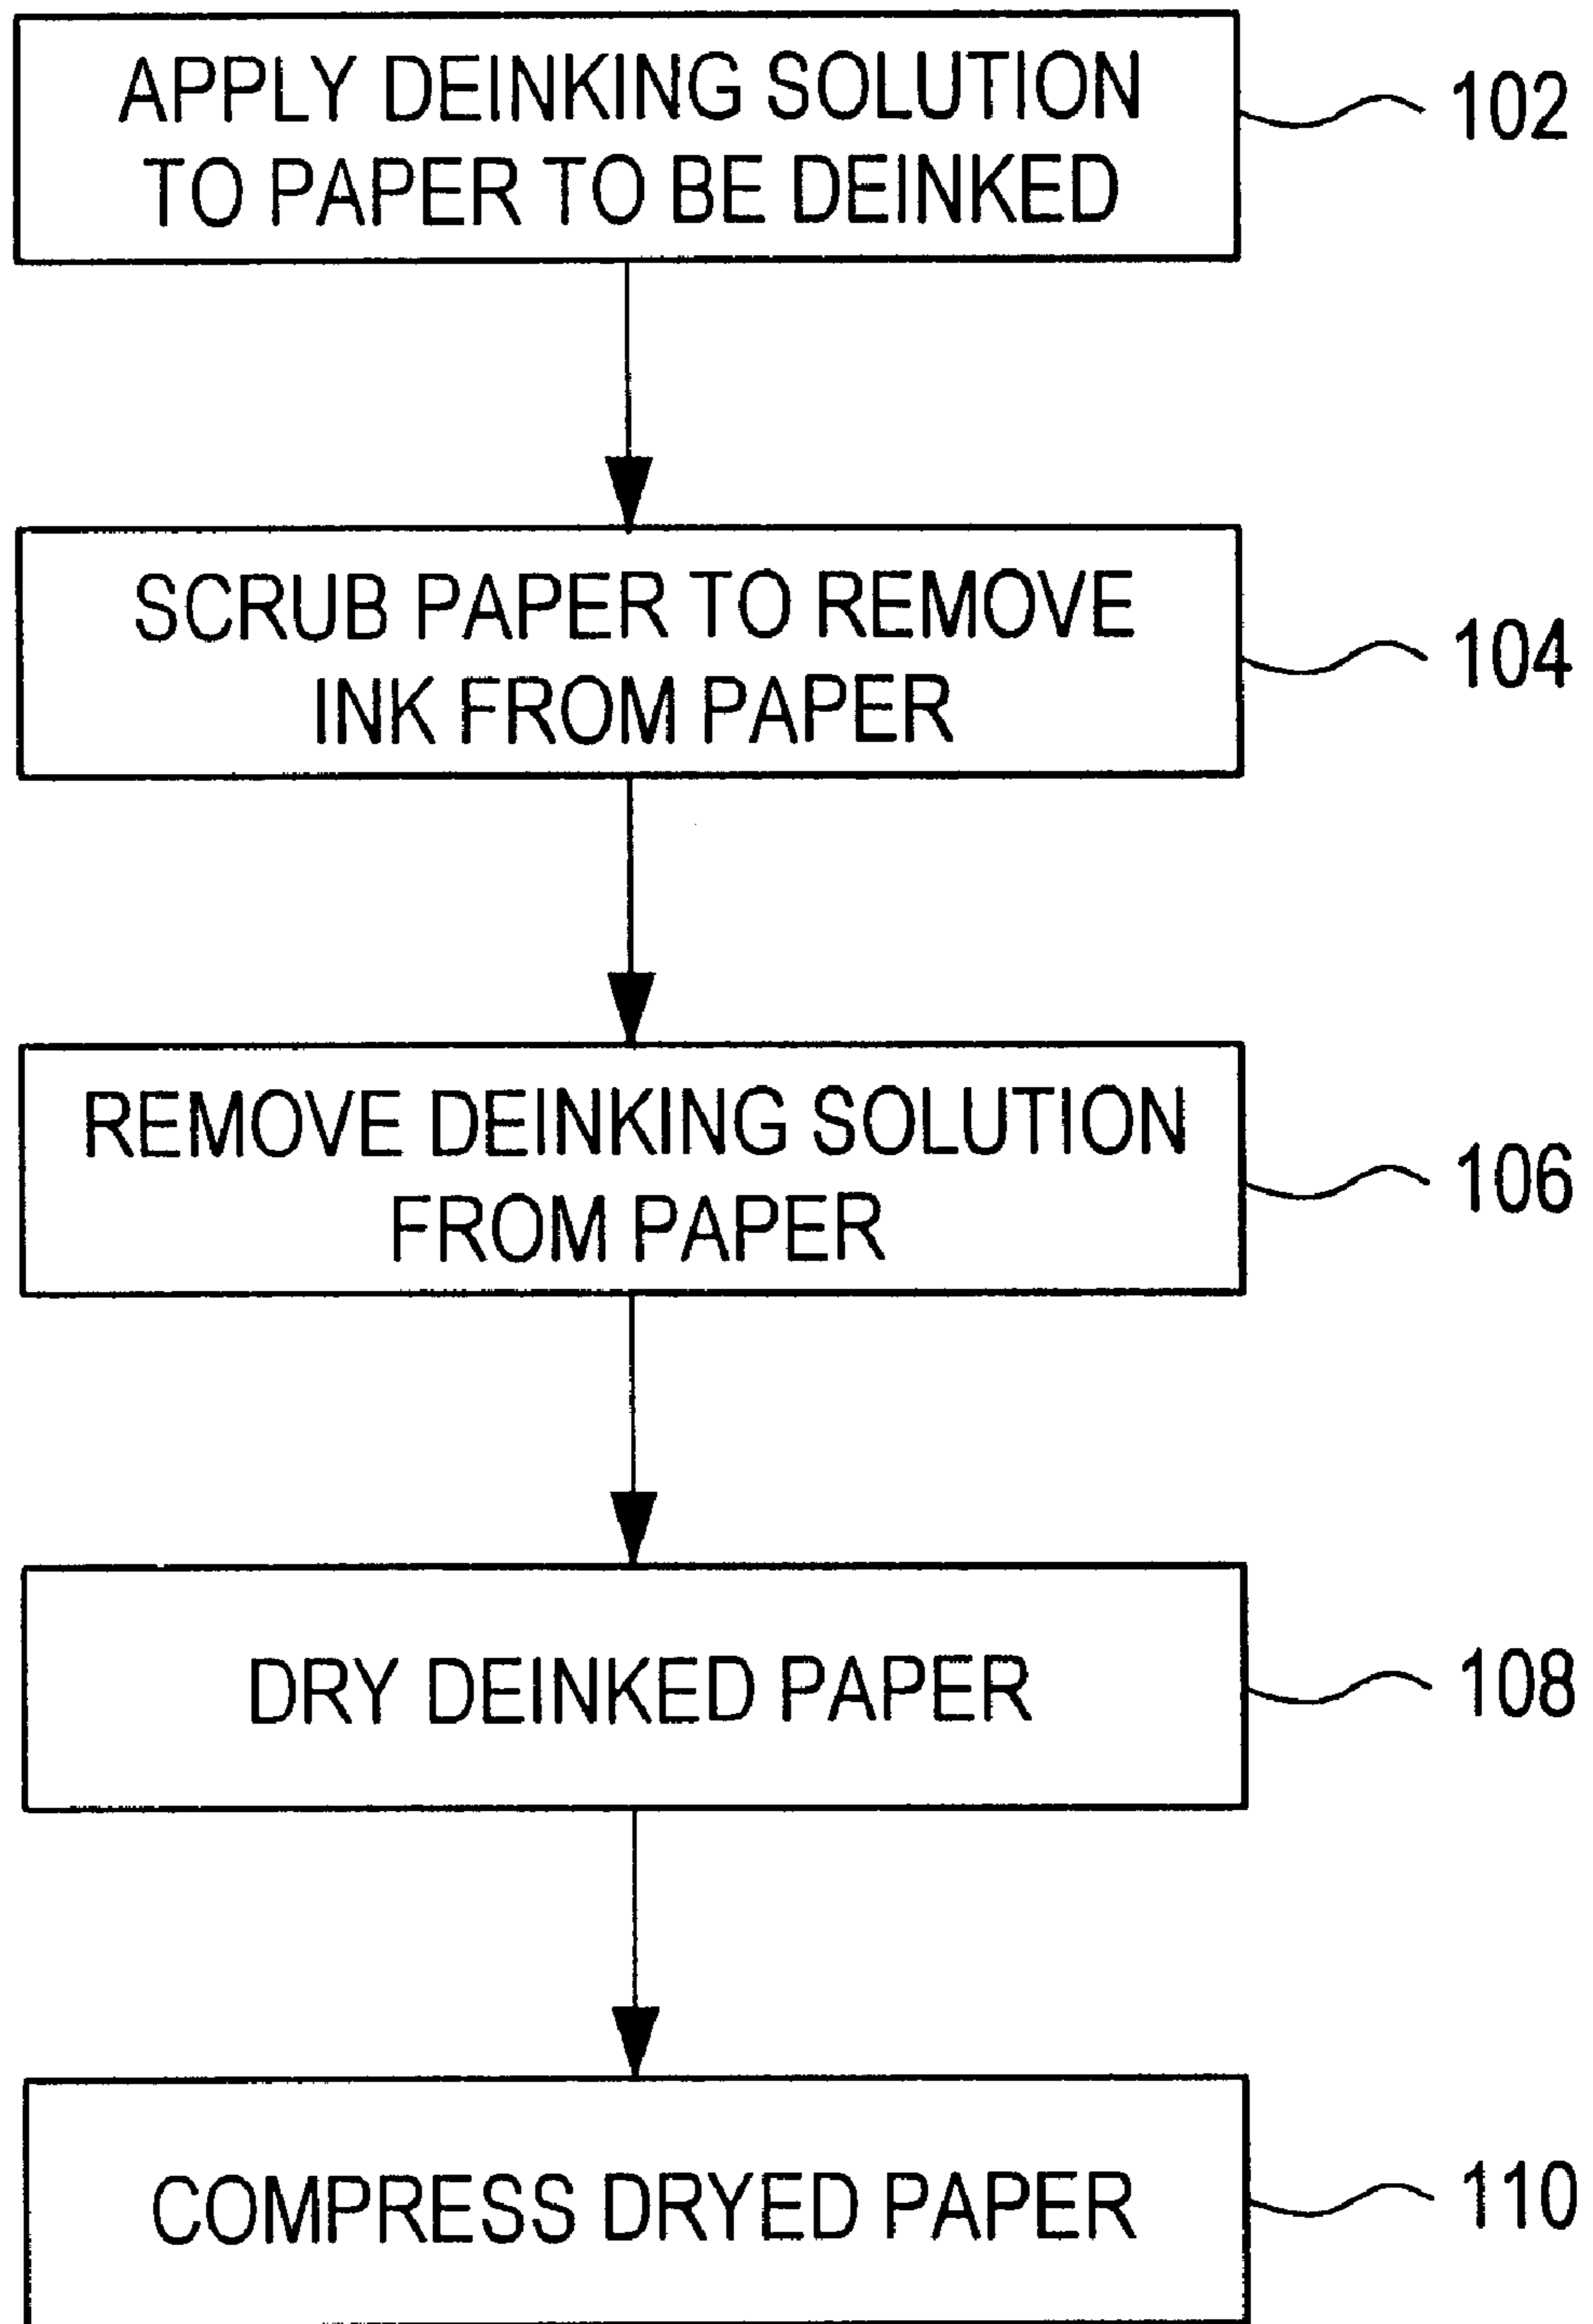 APPLY DEINKING SOLUTION
TO PAPER TO BE DEINKED
102
SCRUB PAPER TO REMOVE
INK FROM PAPER
104
REMOVE DEINKING SOLUTION
FROM PAPER
106
DRY DEINKED PAPER
108
COMPRESS DRYED PAPER
110